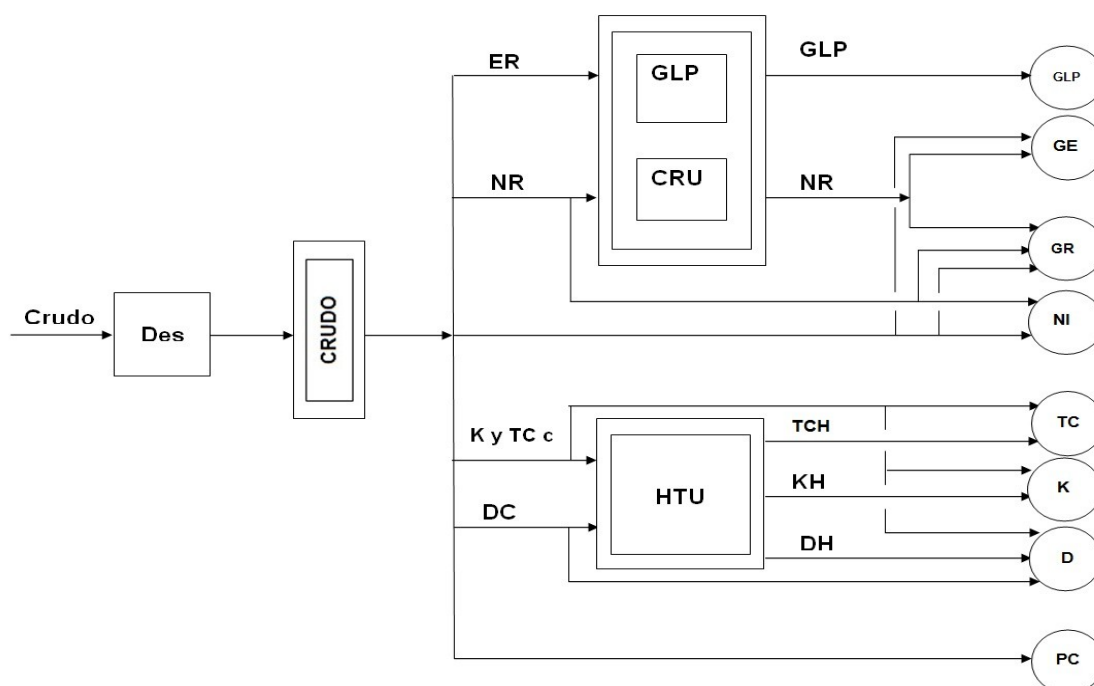 ER
GLP
GLP
GLP
GE
NR
CRU
NR
GR
NI
Crudo
Des
CRUDO
K y TC c
TCH
TC
HTU
KH
K
DC
DH
D
PC